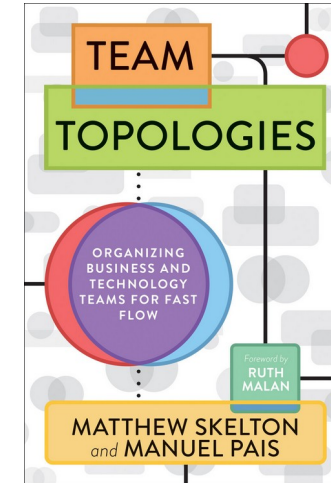 TEAM
TOPOLOGIES
ORGANIZING
BUSINESS AND
TECHNOLOGY
TEAMS FOR FAST
FLOW
Foreword by
RUTH
MALAN
MATTHEW SKELTON
and MANUEL PAIS